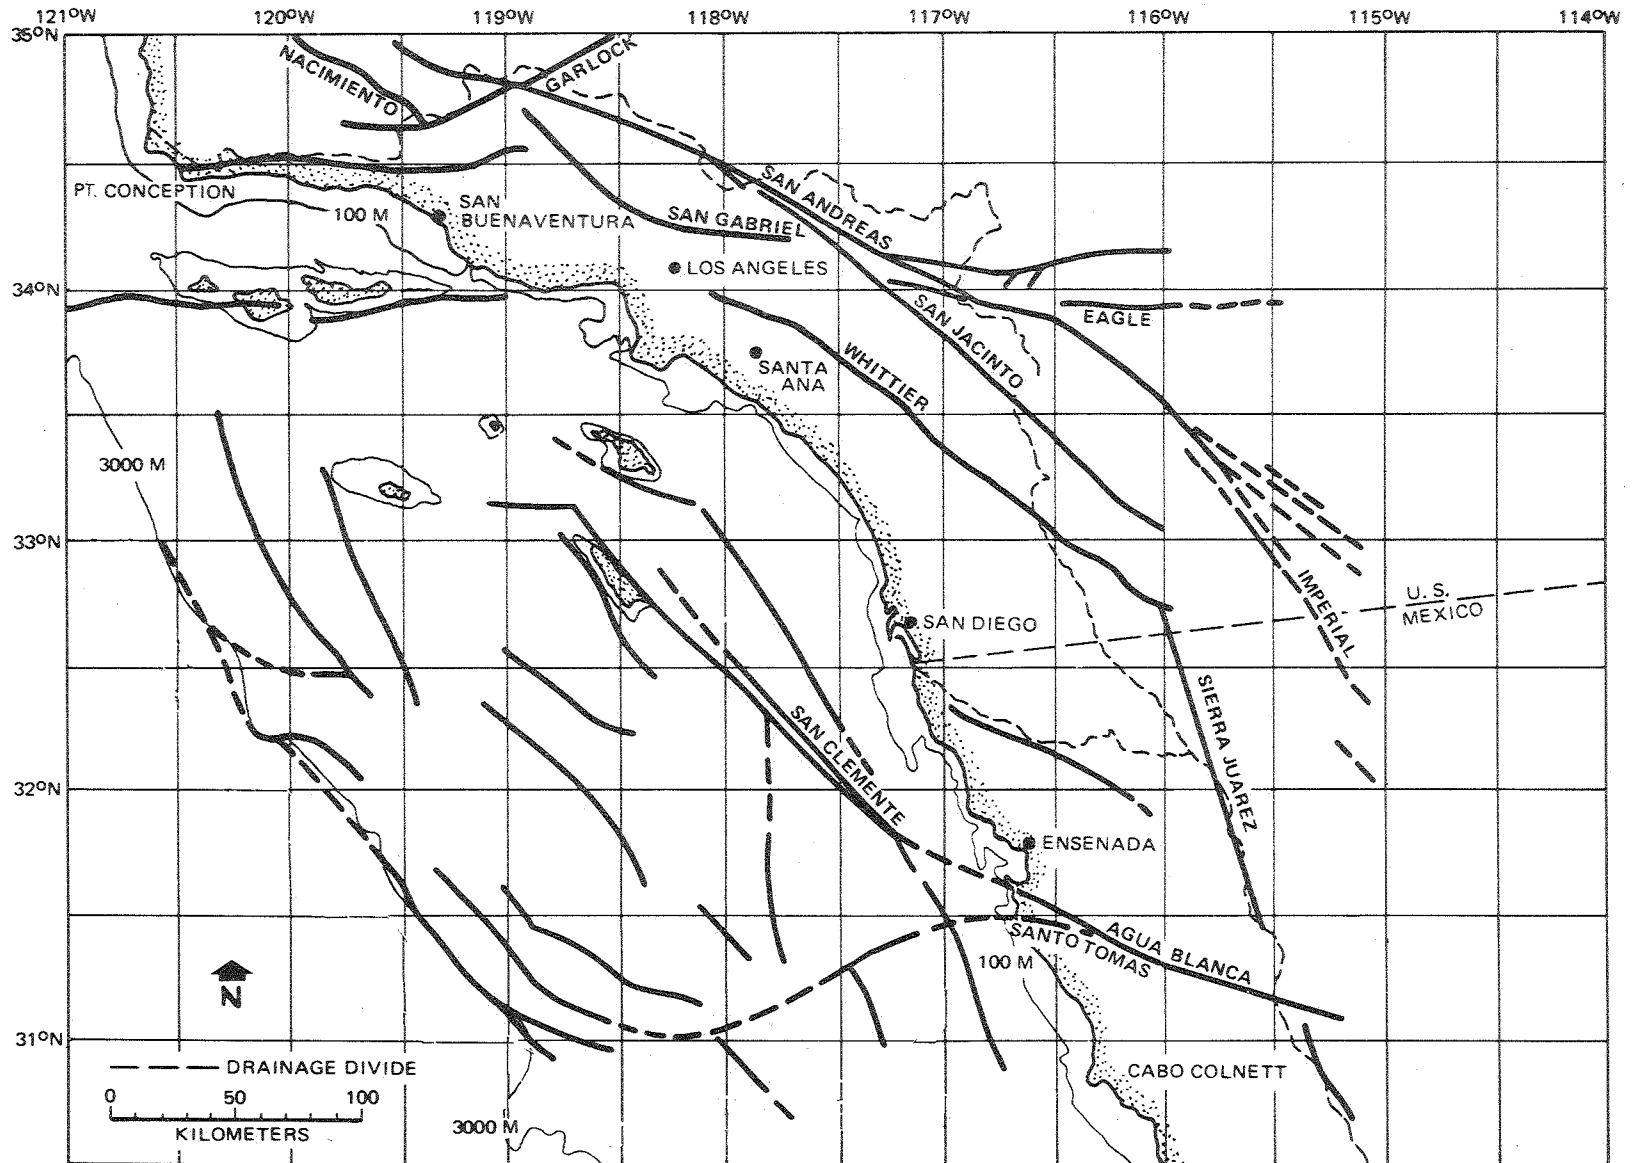 121°W 120°W 119°W 118°W 117°W 116°W 115°W 114°W
35°N
NACIMIENTO
GARLOCK
PT. CONCEPTION
100 M
SAN
BUENAVENTURA
SAN GABRIEL
SAN ANDREAS
LOS ANGELES
34°N
EAGLE
SAN JACINTO
WHITTIER
SANTA
ANA
3000 M
33°N
IMPERIAL
U. S.
MEXICO
SAN DIEGO
SIERRA JUAREZ
SAN CLEMENTE
32°N
ENSENADA
AGUA BLANCA
SANTO TOMAS
100 M
N
31°N
DRAINAGE DIVIDE
0 50 100
KILOMETERS
CABO COLNETT
3000 M